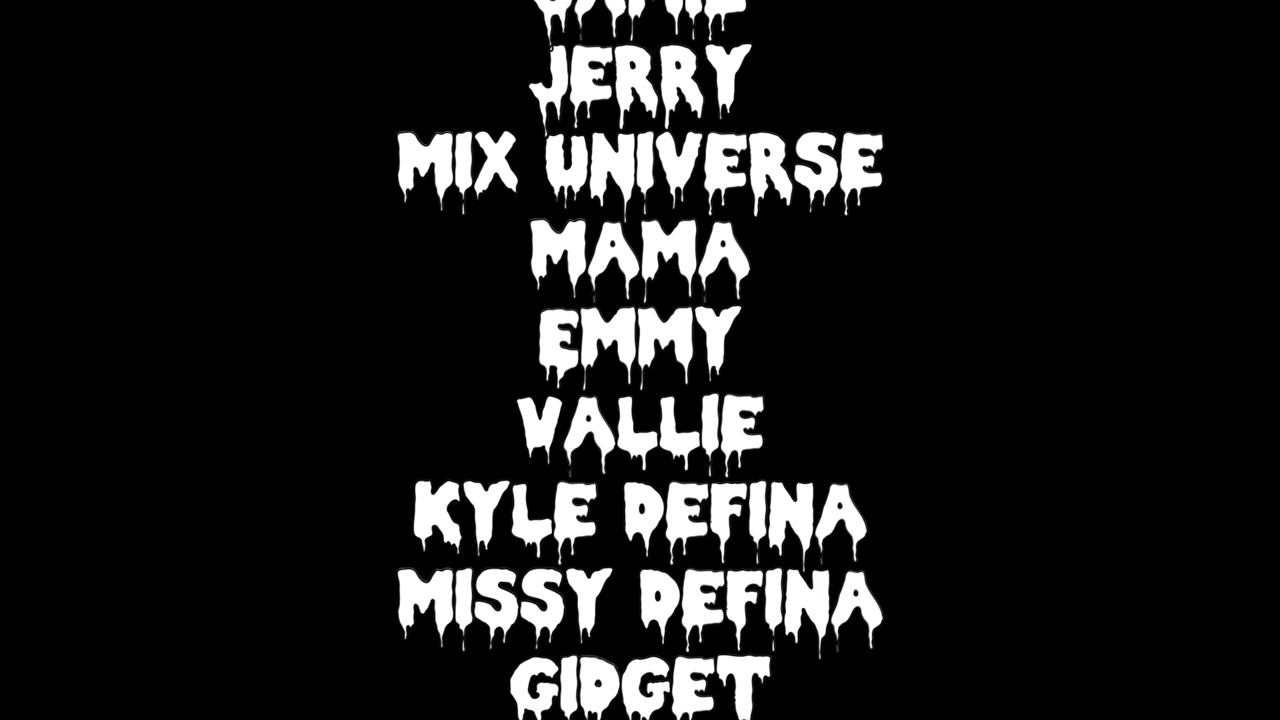 JERRY
MIX UNIVERSE
MAMA
EMMY
VALLIE
KYLE DEFINA
MISSY DEFINA
GIDGET